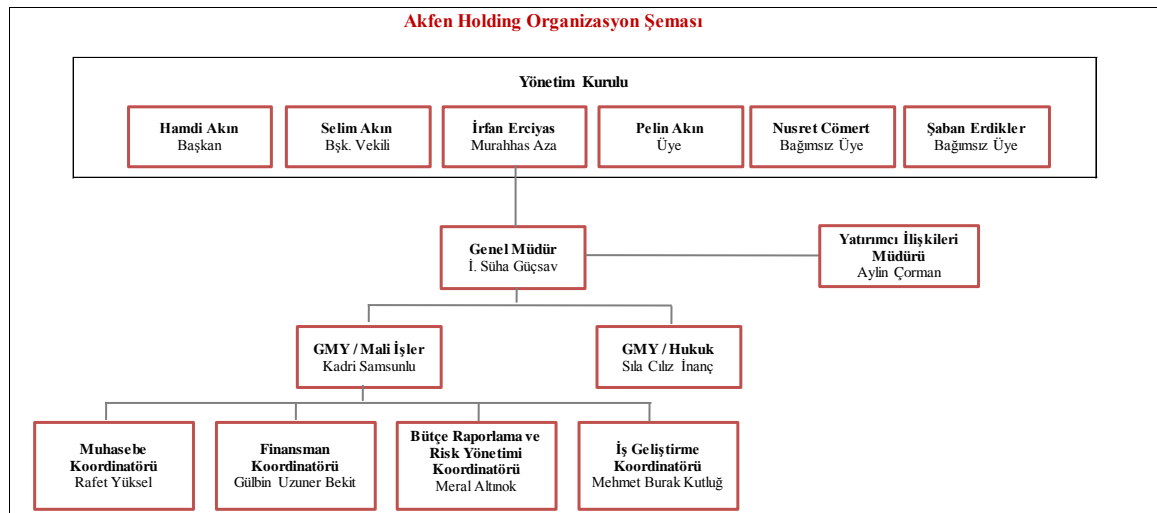 Akfen Holding Organizasyon Şeması
Yönetim Kurulu
Hamdi Akın
Başkan
Selim Akın
Bşk. Vekili
İrfan Erciyas
Murahhas Aza
Pelin Akın
Üye
Nusret Cömert
Bağımsız Üye
Şaban Erdikler
Bağımsız Üye
Genel Müdür
İ. Süha Güçsav
Yatırımcı İlişkileri
Müdürü
Aylin Çorman
GMY / Mali İşler
Kadri Samsunlu
GMY / Hukuk
Sıla Cılız İnanç
Muhasebe
Koordinatörü
Rafet Yüksel
Finansman
Koordinatörü
Gülbin Uzuner Bekit
Bütçe Raporlama ve
Risk Yönetimi
Koordinatörü
Meral Altınok
İş Geliştirme
Koordinatörü
Mehmet Burak Kutluğ